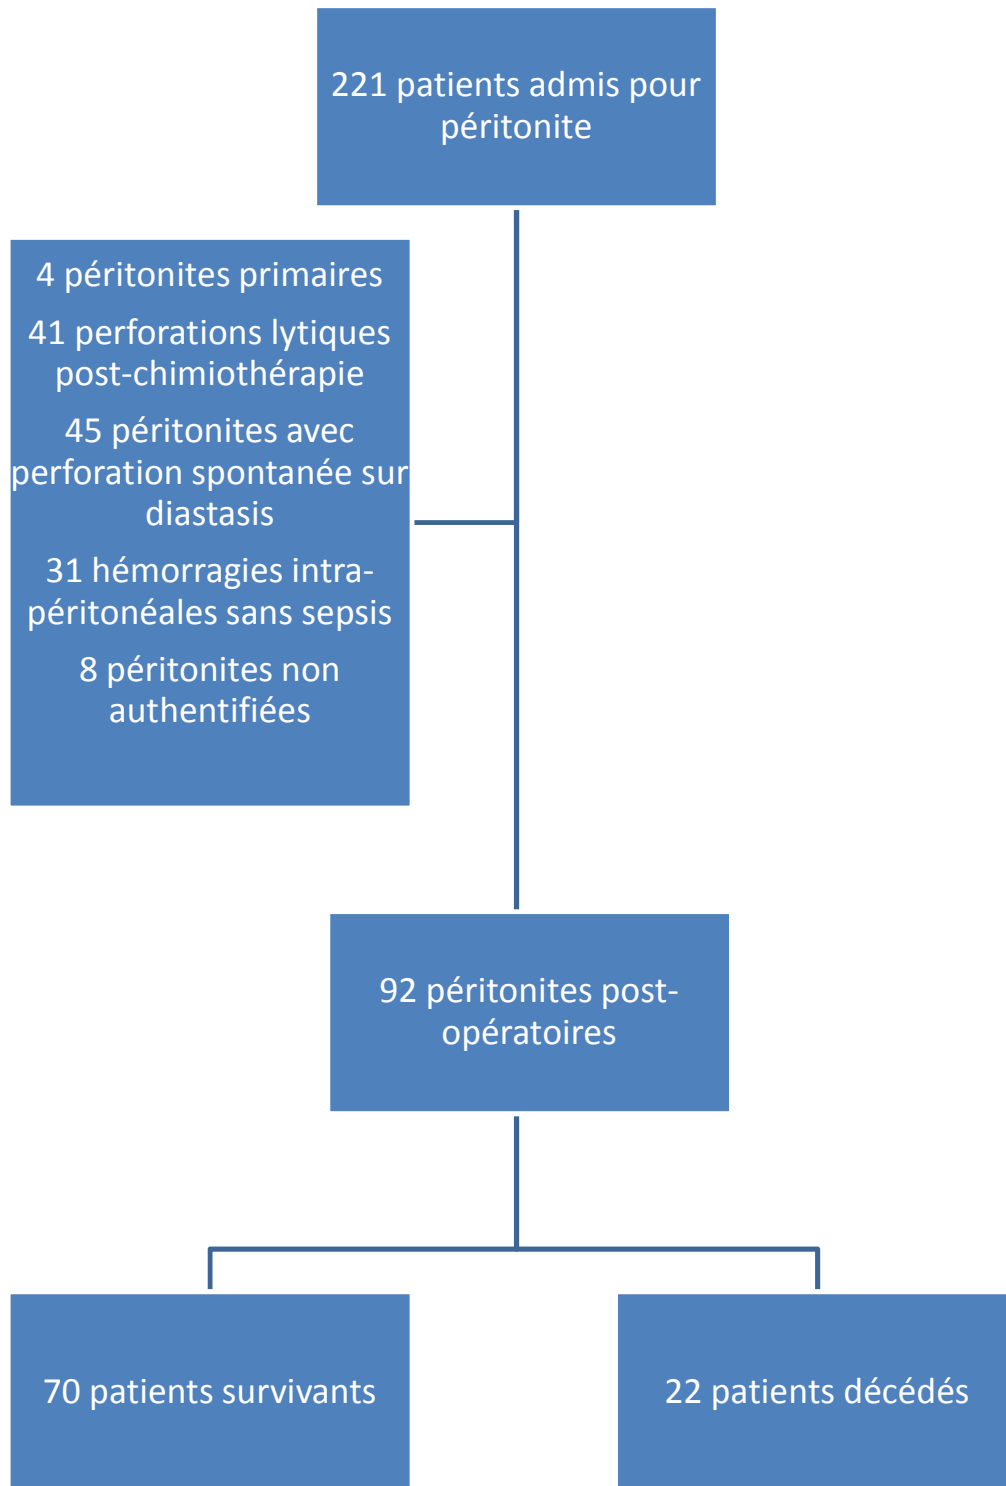 221 patients admis pour
péritonite
4 péritonites primaires
41 perforations lytiques
post-chimiothérapie
45 péritonites avec
perforation spontanée sur
diastasis
31 hémorragies intra-
péritonéales sans sepsis
8 péritonites non
authentifiées
92 péritonites post-
opératoires
70 patients survivants
22 patients décédés